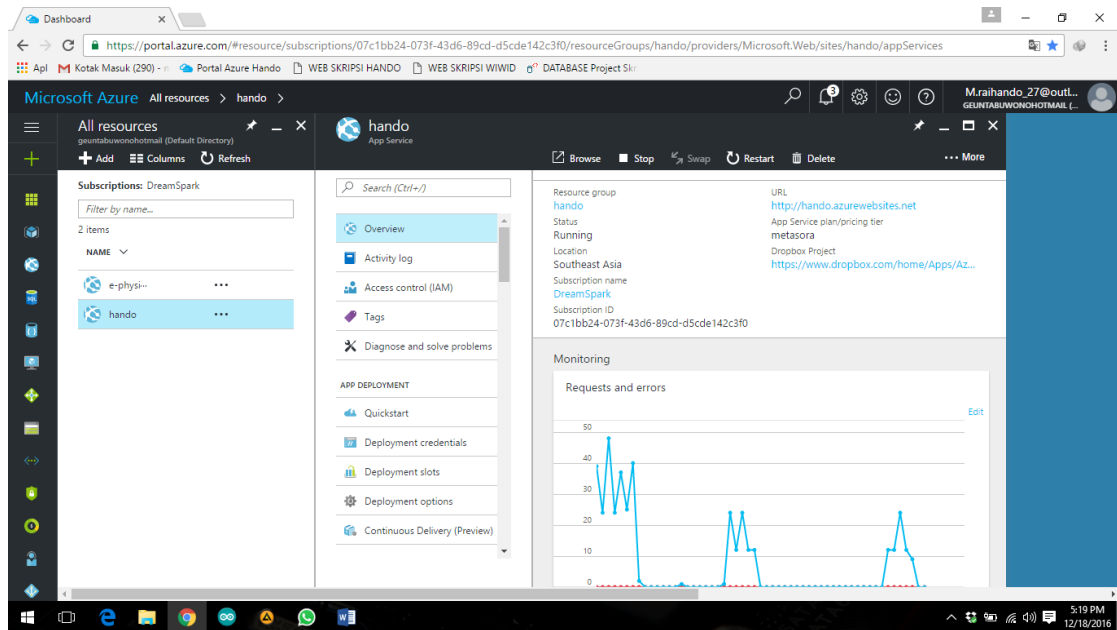 Dashboard
https://portal.azure.com/#resource/subscriptions/07c1bb24-073f-43d6-89cd-d5cde142c3f0/resourceGroups/hando/providers/Microsoft.Web/sites/hando/appServices
Apl Kotak Masuk (290) - Portal Azure Hando WEB SKRIPSI HANDO WEB SKRIPSI WIWID DATABASE Project Skr
Microsoft Azure All resources > hando >
3
M.raihando_27@outl...
GEUNTABUWONOHOTMAIL (...
All resources
geuntabuwonohotmail (Default Directory)
Add Columns Refresh
Subscriptions: DreamSpark
Filter by name...
2 items
NAME
e-physi... ...
hando ...
hando
App Service
Search (Ctrl+/)
Overview
Activity log
Access control (IAM)
Tags
Diagnose and solve problems
APP DEPLOYMENT
Quickstart
Deployment credentials
Deployment slots
Deployment options
Continuous Delivery (Preview)
Browse Stop Swap Restart Delete ... More
Resource group
hando
Status
Running
Location
Southeast Asia
Subscription name
DreamSpark
Subscription ID
07c1bb24-073f-43d6-89cd-d5cde142c3f0
URL
http://hando.azurewebsites.net
App Service plan/pricing tier
metasora
Dropbox Project
https://www.dropbox.com/home/Apps/Az...
Monitoring
Requests and errors
Edit
50
40
30
20
10
0
5:19 PM
12/18/2016